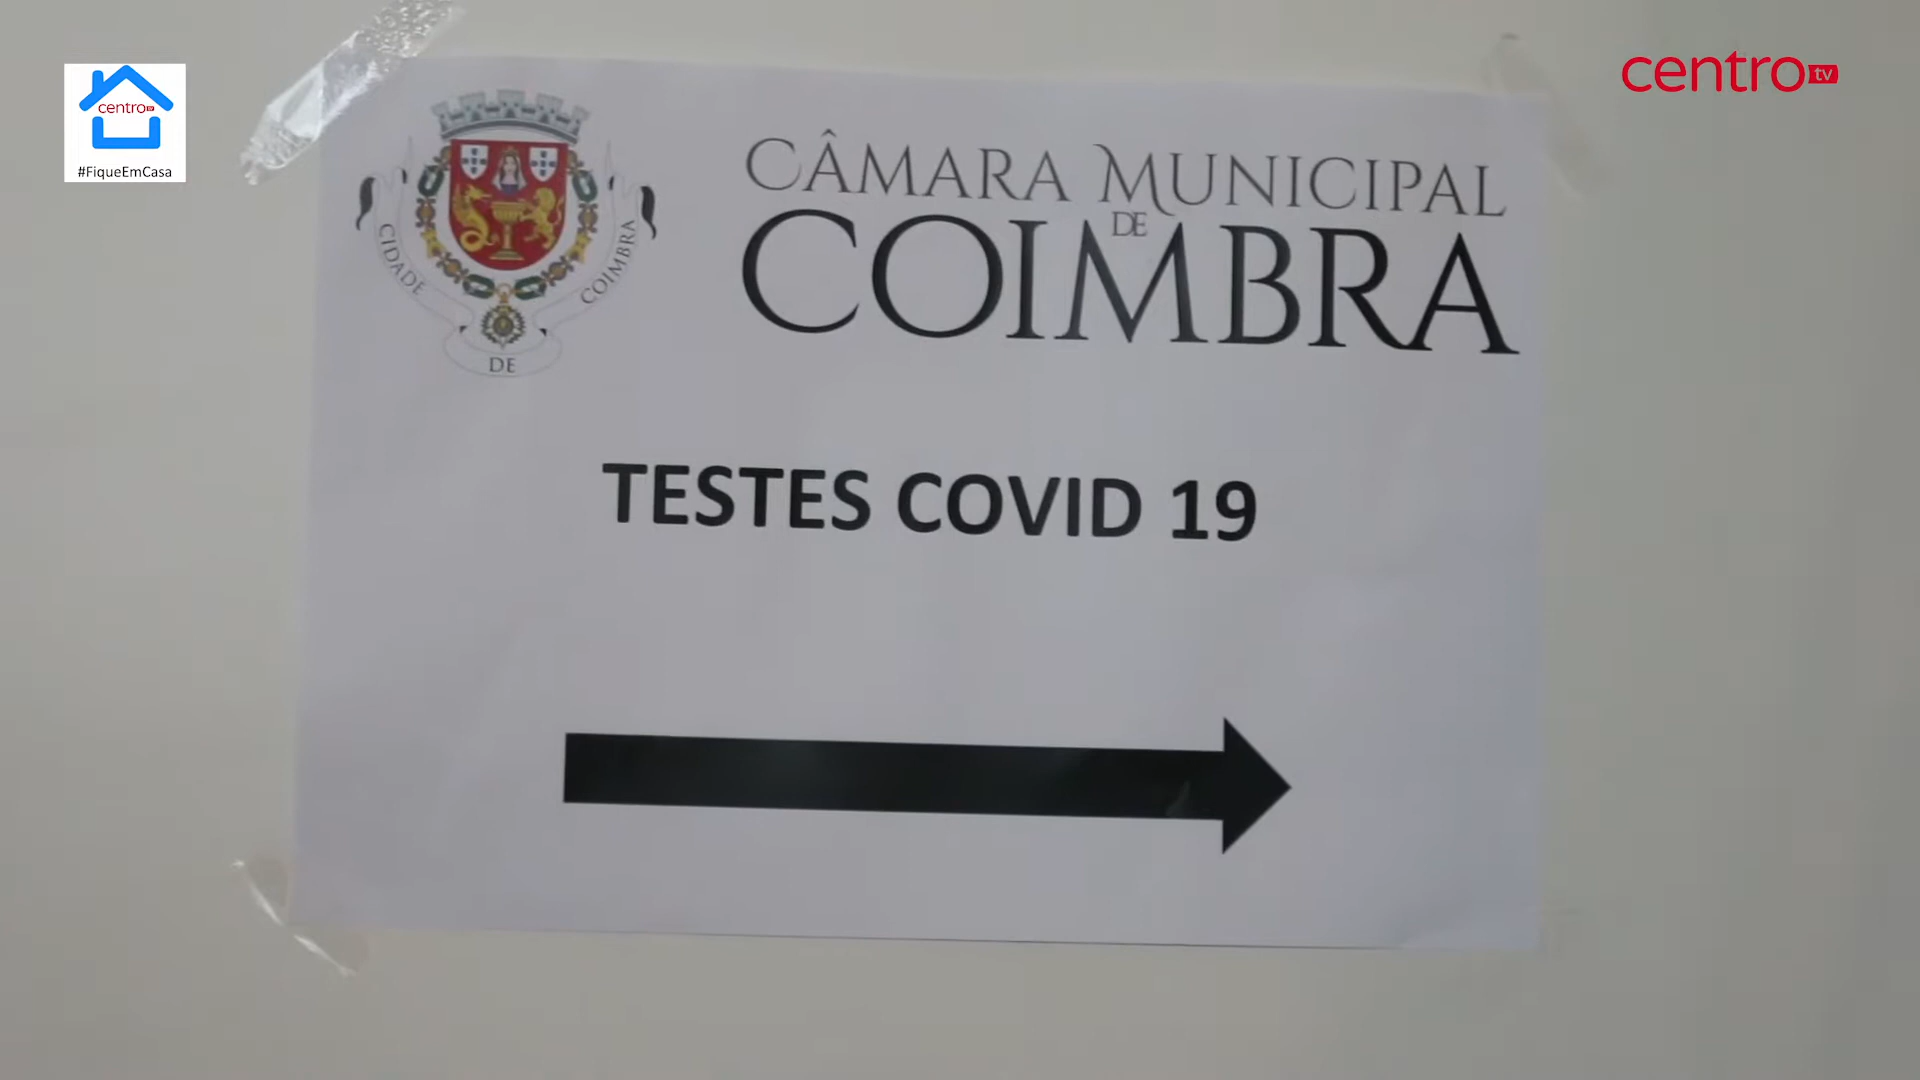 centro tv
#FiqueEmCasa
centro tv
CIDADE DE COIMBRA
CÂMARA MUNICIPAL
DE
COIMBRA
TESTES COVID 19